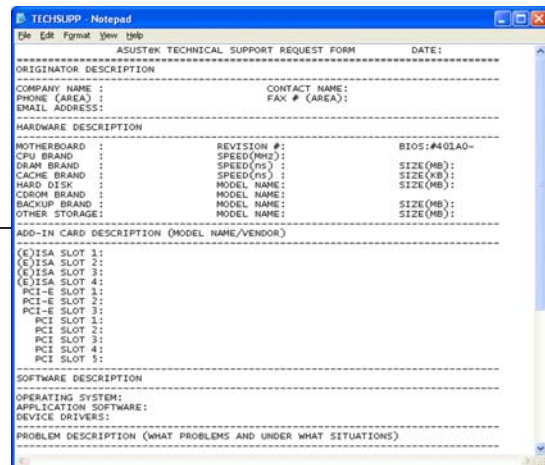 TECHSUPP - Notepad
File Edit Format View Help
ASUSTeK TECHNICAL SUPPORT REQUEST FORM DATE:
ORIGINATOR DESCRIPTION
COMPANY NAME : CONTACT NAME:
PHONE (AREA) : FAX # (AREA):
EMAIL ADDRESS:
HARDWARE DESCRIPTION
MOTHERBOARD : REVISION #: BIOS:#401A0-
CPU BRAND : SPEED(MHz):
DRAM BRAND : SPEED(ns) : SIZE(MB):
CACHE BRAND : SPEED(ns) : SIZE(KB):
HARD DISK : MODEL NAME: SIZE(MB):
CDROM BRAND : MODEL NAME:
BACKUP BRAND : MODEL NAME: SIZE(MB):
OTHER STORAGE: MODEL NAME: SIZE(MB):
ADD-IN CARD DESCRIPTION (MODEL NAME/VENDOR)
(E)ISA SLOT 1:
(E)ISA SLOT 2:
(E)ISA SLOT 3:
(E)ISA SLOT 4:
PCI-E SLOT 1:
PCI-E SLOT 2:
PCI-E SLOT 3:
PCI SLOT 1:
PCI SLOT 2:
PCI SLOT 3:
PCI SLOT 4:
PCI SLOT 5:
SOFTWARE DESCRIPTION
OPERATING SYSTEM:
APPLICATION SOFTWARE:
DEVICE DRIVERS:
PROBLEM DESCRIPTION (WHAT PROBLEMS AND UNDER WHAT SITUATIONS)